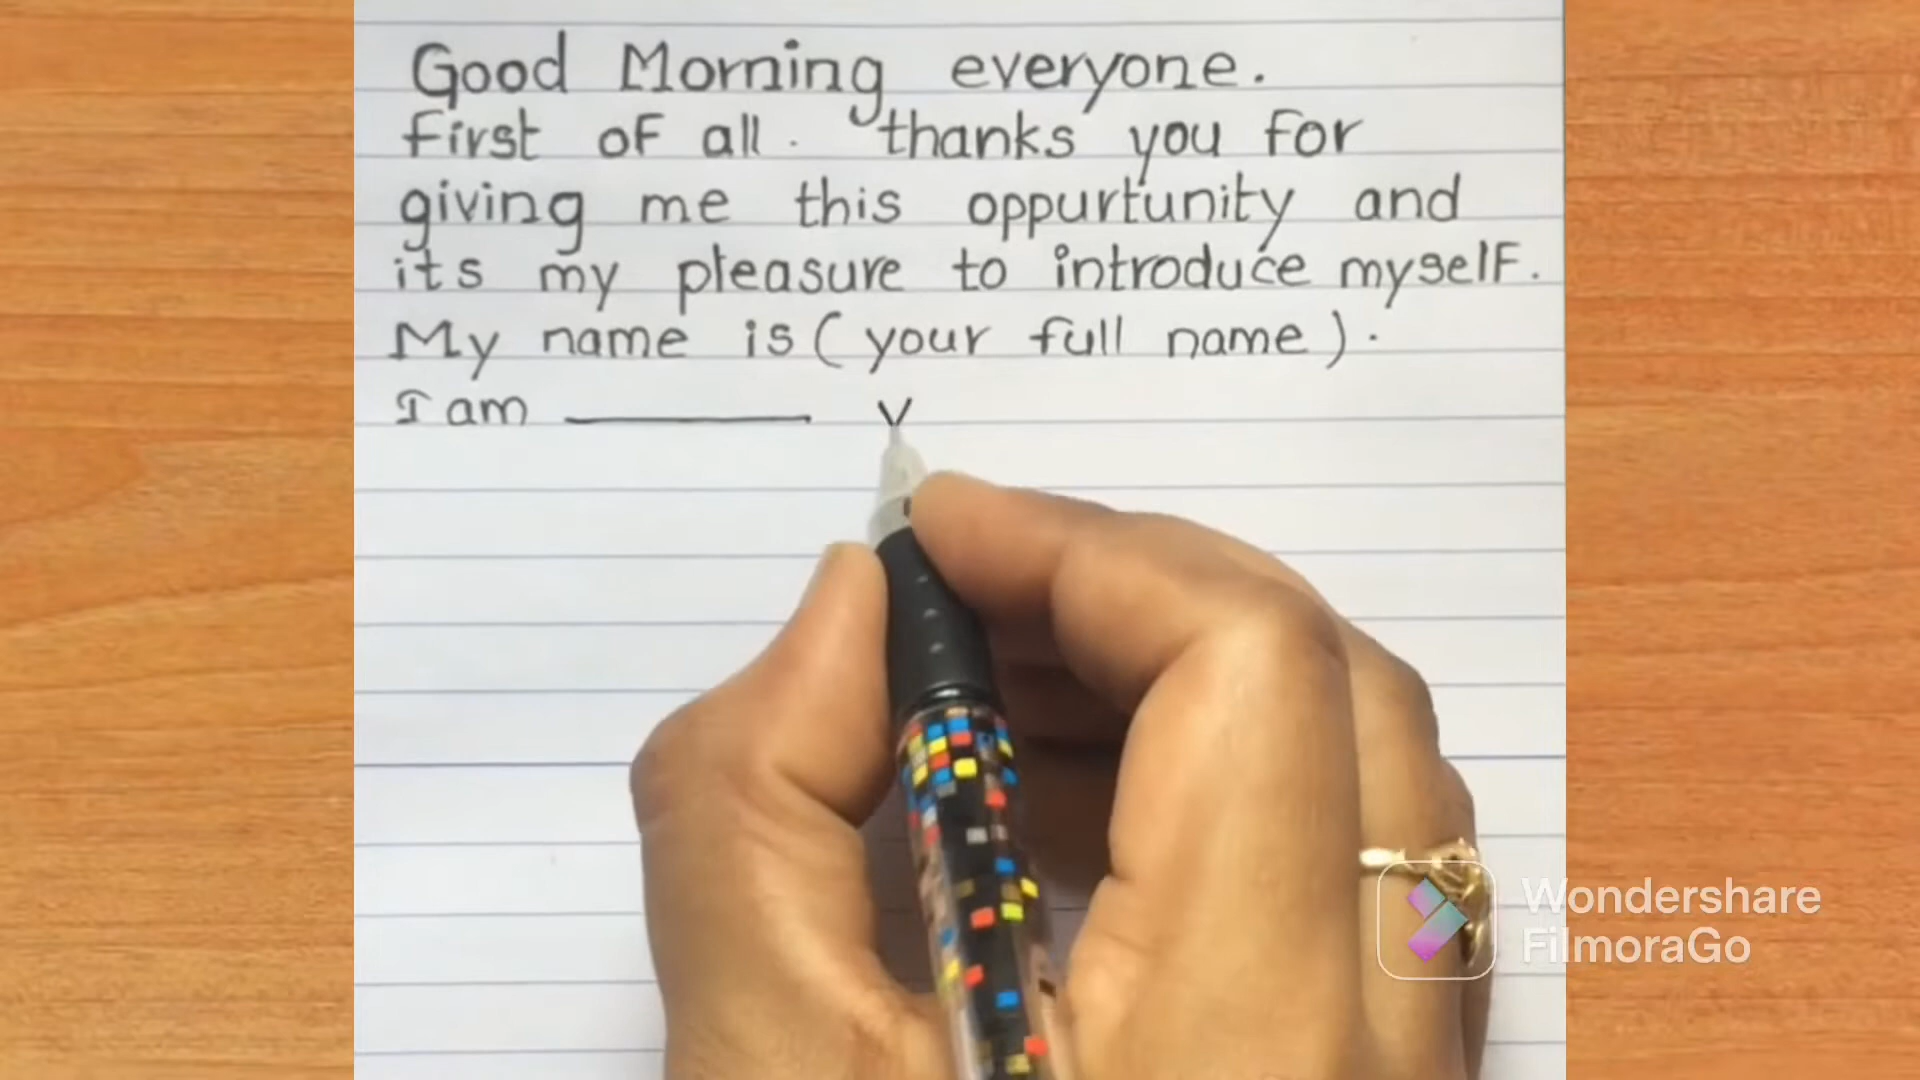 Good Morning everyone.
First of all. thanks you for
giving me this oppurtunity and
its my pleasure to introduce myself.
My name is ( your full name ).
I am ________ y
Wondershare
FilmoraGo